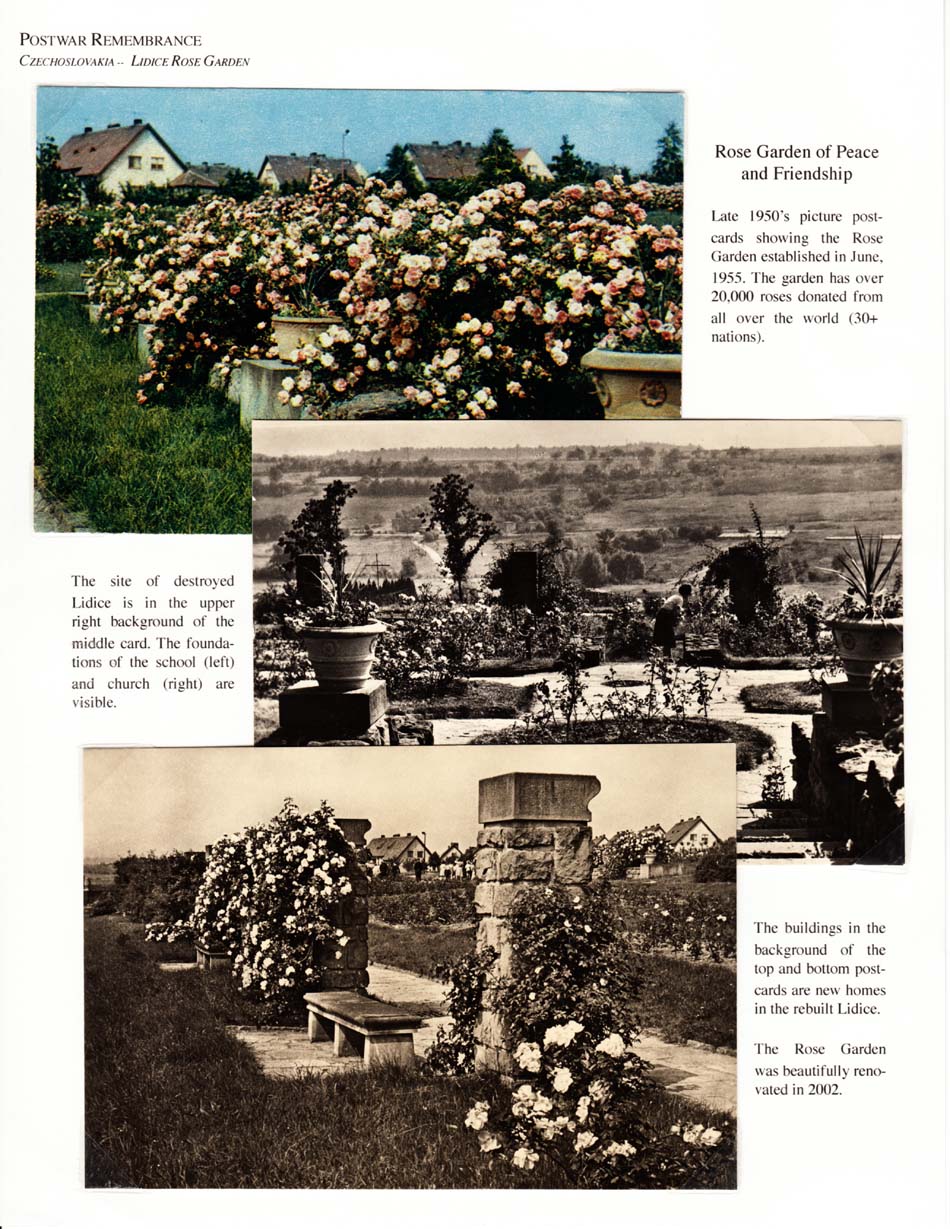 POSTWAR REMEMBRANCE
CZECHOSLOVAKIA -- LIDICE ROSE GARDEN
Rose Garden of Peace
and Friendship
Late 1950's picture post-
cards showing the Rose
Garden established in June,
1955. The garden has over
20,000 roses donated from
all over the world (30+
nations).
The site of destroyed
Lidice is in the upper
right background of the
middle card. The founda-
tions of the school (left)
and church (right) are
visible.
The buildings in the
background of the
top and bottom post-
cards are new homes
in the rebuilt Lidice.
The Rose Garden
was beautifully reno-
vated in 2002.